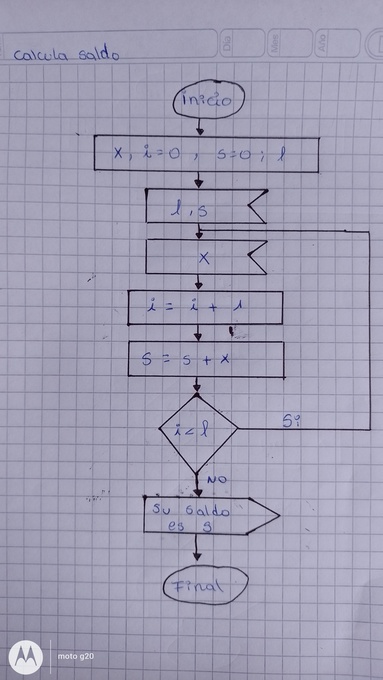 Día
Mes
Año
calcula saldo
inicio
x, i=0, s=0; l
l, s
x
i = i + 1
s = s + x
i < l
Si
NO
su saldo
es s
Final
moto g20